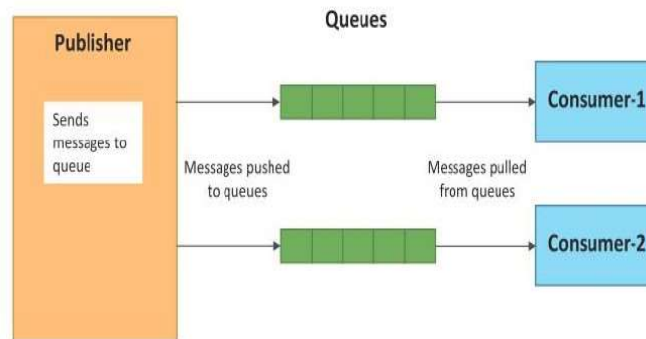 Queues
Publisher
Sends
messages to
queue
Messages pushed
to queues
Messages pulled
from queues
Consumer-1
Consumer-2